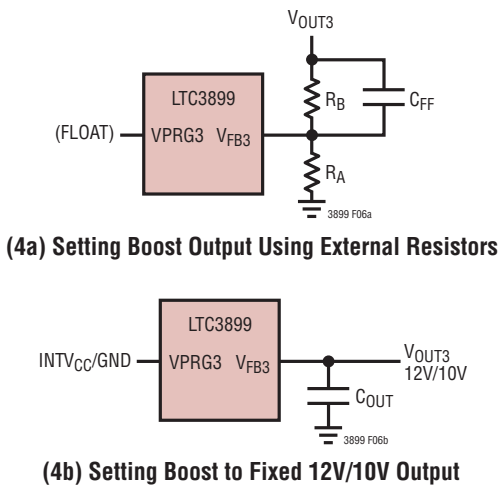 VOUT3
LTC3899
RB
CFF
(FLOAT)
VPRG3 VFB3
RA
3899 F06a
(4a) Setting Boost Output Using External Resistors
LTC3899
INTVCC/GND
VPRG3 VFB3
VOUT3
12V/10V
COUT
3899 F06b
(4b) Setting Boost to Fixed 12V/10V Output